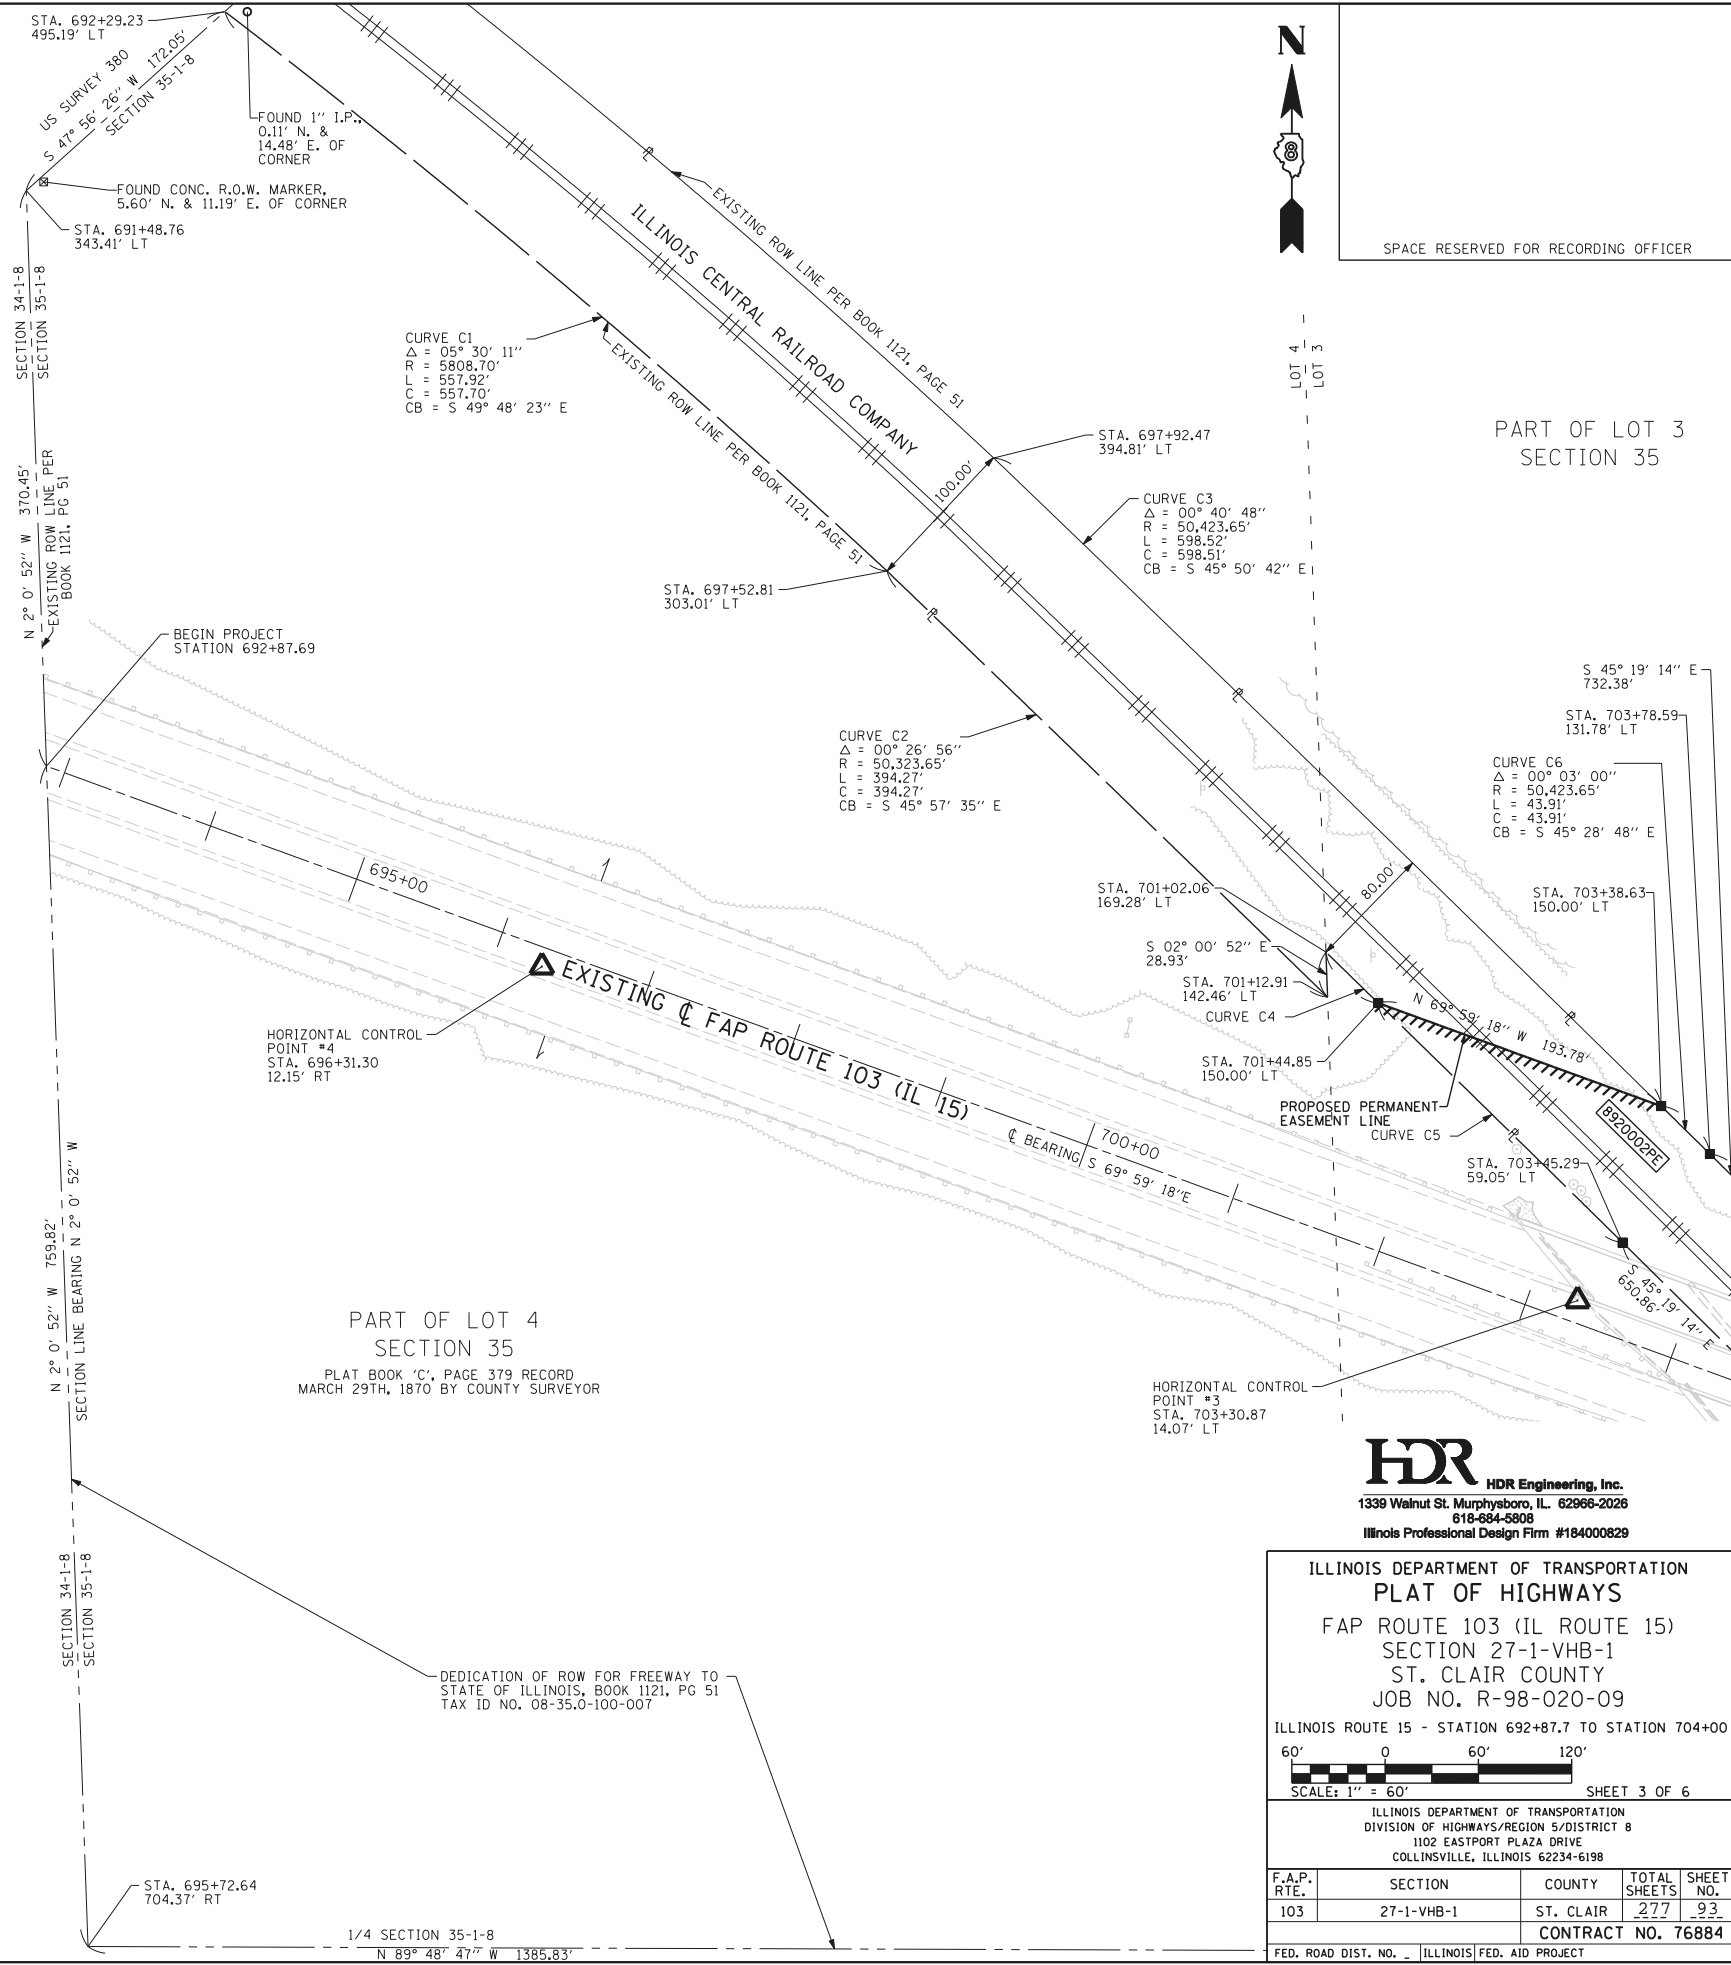 STA. 692+29.23
495.19' LT
US SURVEY 380
S 47° 56' 26'' W 172.05'
SECTION 35-1-8
FOUND 1'' I.P.,
0.11' N. &
14.48' E. OF
CORNER
FOUND CONC. R.O.W. MARKER,
5.60' N. & 11.19' E. OF CORNER
STA. 691+48.76
343.41' LT
SECTION 34-1-8
SECTION 35-1-8
N 2° 0' 52'' W 370.45'
EXISTING ROW LINE PER
BOOK 1121, PG 51
N
8
SPACE RESERVED FOR RECORDING OFFICER
ILLINOIS CENTRAL RAILROAD COMPANY
EXISTING ROW LINE PER BOOK 1121, PAGE 51
EXISTING ROW LINE PER BOOK 1121, PAGE 51
CURVE C1
Δ = 05° 30' 11''
R = 5808.70'
L = 557.92'
C = 557.70'
CB = S 49° 48' 23'' E
LOT 4
LOT 3
PART OF LOT 3
SECTION 35
STA. 697+92.47
394.81' LT
100.00'
CURVE C3
Δ = 00° 40' 48''
R = 50,423.65'
L = 598.52'
C = 598.51'
CB = S 45° 50' 42'' E
STA. 697+52.81
303.01' LT
BEGIN PROJECT
STATION 692+87.69
S 45° 19' 14'' E
732.38'
STA. 703+78.59
131.78' LT
CURVE C2
Δ = 00° 26' 56''
R = 50,323.65'
L = 394.27'
C = 394.27'
CB = S 45° 57' 35'' E
CURVE C6
Δ = 00° 03' 00''
R = 50,423.65'
L = 43.91'
C = 43.91'
CB = S 45° 28' 48'' E
695+00
80.00'
STA. 701+02.06
169.28' LT
STA. 703+38.63
150.00' LT
S 02° 00' 52'' E
28.93'
STA. 701+12.91
142.46' LT
CURVE C4
N 69° 59' 18'' W 193.78'
EXISTING ℄ FAP ROUTE 103 (IL 15)
HORIZONTAL CONTROL
POINT #4
STA. 696+31.30
12.15' RT
STA. 701+44.85
150.00' LT
PROPOSED PERMANENT
EASEMENT LINE
CURVE C5
8920002PE
700+00
℄ BEARING S 69° 59' 18''E
STA. 703+45.29
59.05' LT
S 45° 19' 14'' E
650.86'
N 2° 0' 52'' W 759.82'
SECTION LINE BEARING N 2° 0' 52'' W
PART OF LOT 4
SECTION 35
PLAT BOOK 'C', PAGE 379 RECORD
MARCH 29TH, 1870 BY COUNTY SURVEYOR
HORIZONTAL CONTROL
POINT #3
STA. 703+30.87
14.07' LT
HDR
HDR Engineering, Inc.
1339 Walnut St. Murphysboro, IL. 62966-2026
618-684-5808
Illinois Professional Design Firm #184000829
SECTION 34-1-8
SECTION 35-1-8
DEDICATION OF ROW FOR FREEWAY TO
STATE OF ILLINOIS, BOOK 1121, PG 51
TAX ID NO. 08-35.0-100-007
STA. 695+72.64
704.37' RT
1/4 SECTION 35-1-8
N 89° 48' 47'' W 1385.83'
ILLINOIS DEPARTMENT OF TRANSPORTATION
PLAT OF HIGHWAYS
FAP ROUTE 103 (IL ROUTE 15)
SECTION 27-1-VHB-1
ST. CLAIR COUNTY
JOB NO. R-98-020-09
ILLINOIS ROUTE 15 - STATION 692+87.7 TO STATION 704+00
60' 0 60' 120'
SCALE: 1'' = 60' SHEET 3 OF 6
ILLINOIS DEPARTMENT OF TRANSPORTATION
DIVISION OF HIGHWAYS/REGION 5/DISTRICT 8
1102 EASTPORT PLAZA DRIVE
COLLINSVILLE, ILLINOIS 62234-6198
F.A.P. RTE. SECTION COUNTY TOTAL SHEETS SHEET NO.
103 27-1-VHB-1 ST. CLAIR 277 93
CONTRACT NO. 76884
FED. ROAD DIST. NO. _ ILLINOIS FED. AID PROJECT